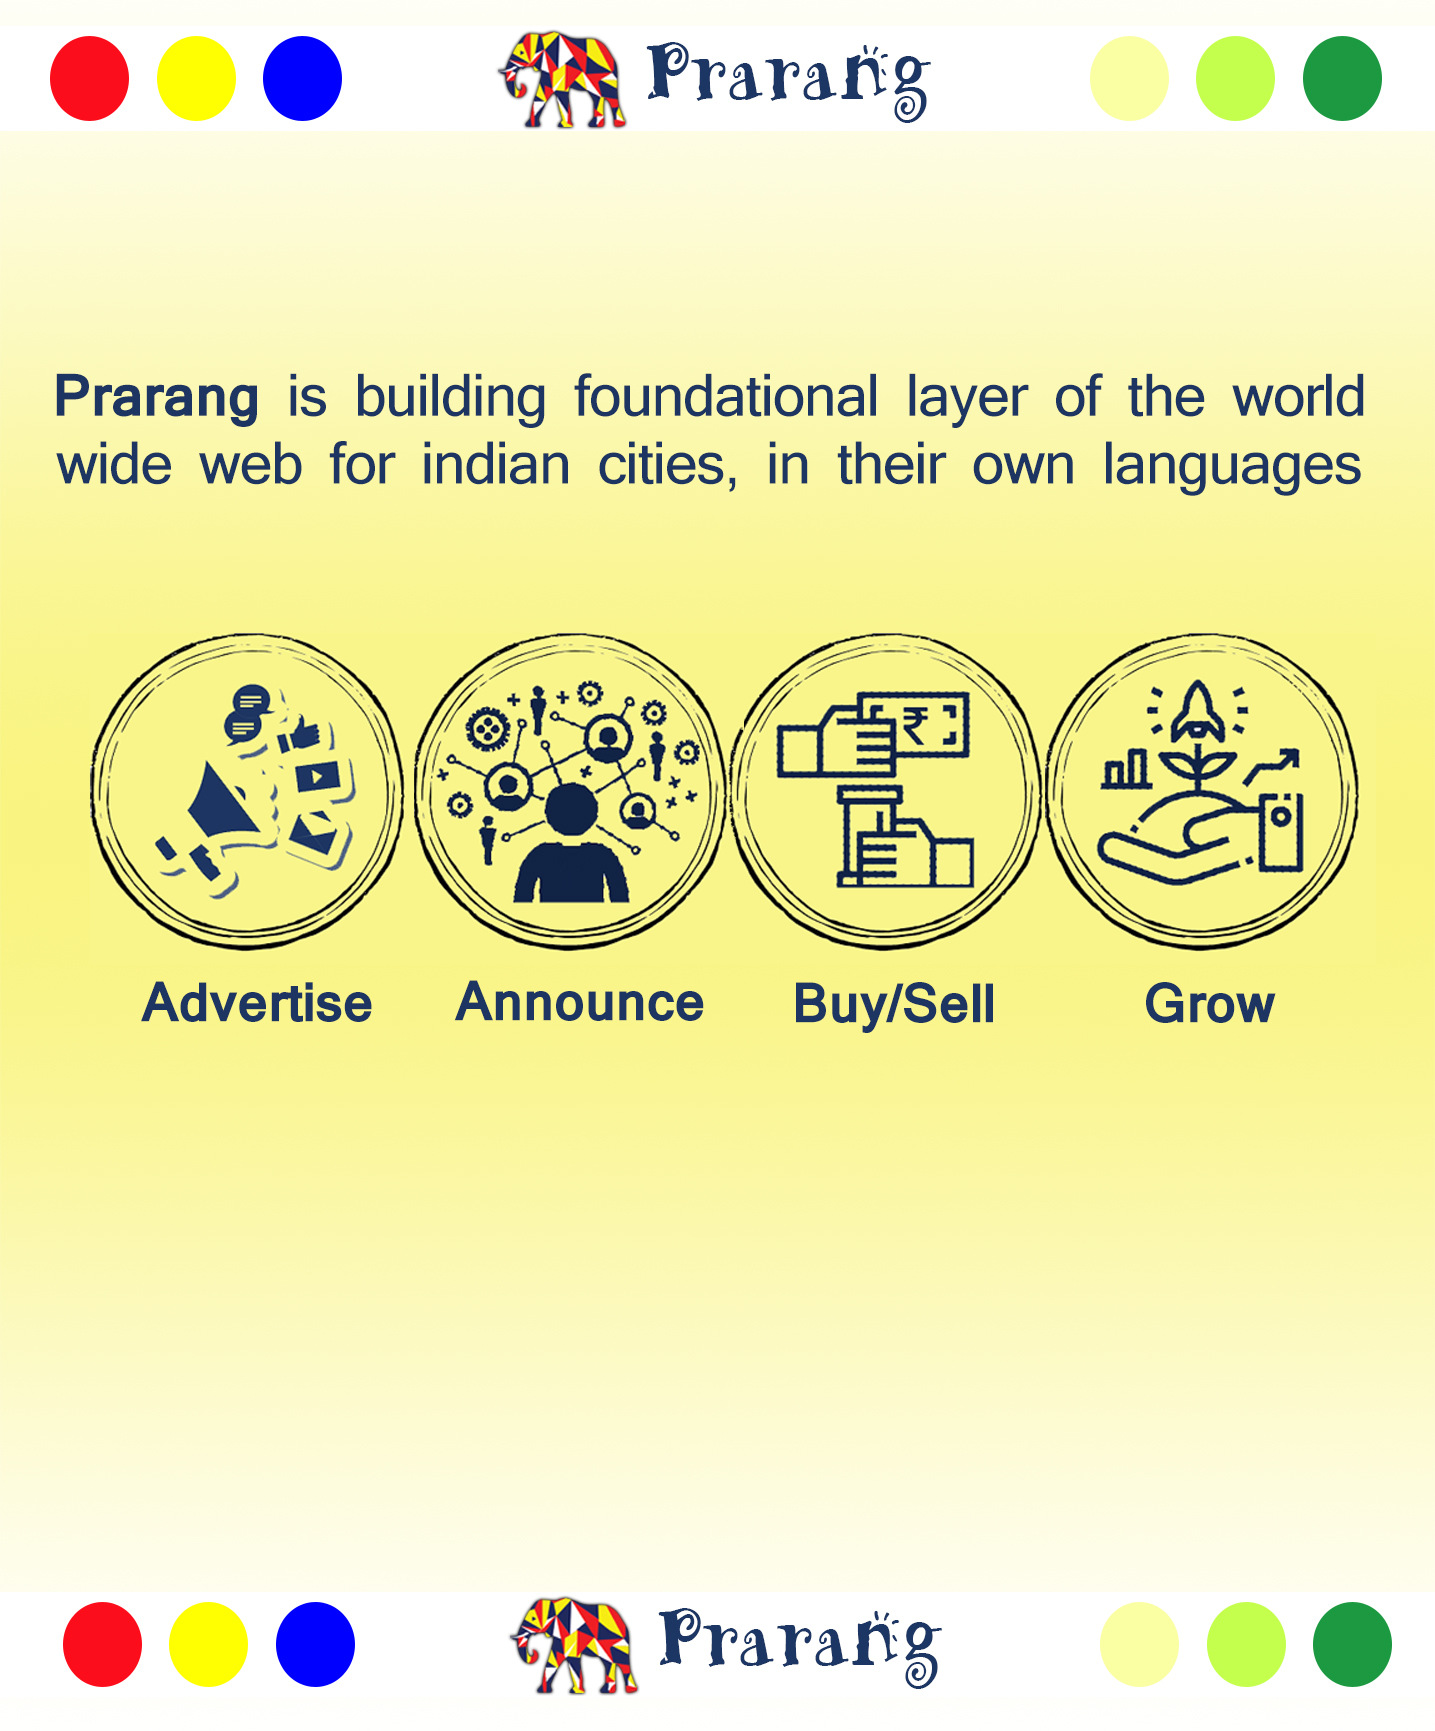 Prarang
Prarang is building foundational layer of the world
wide web for indian cities, in their own languages
₹
Advertise Announce Buy/Sell Grow
Prarang